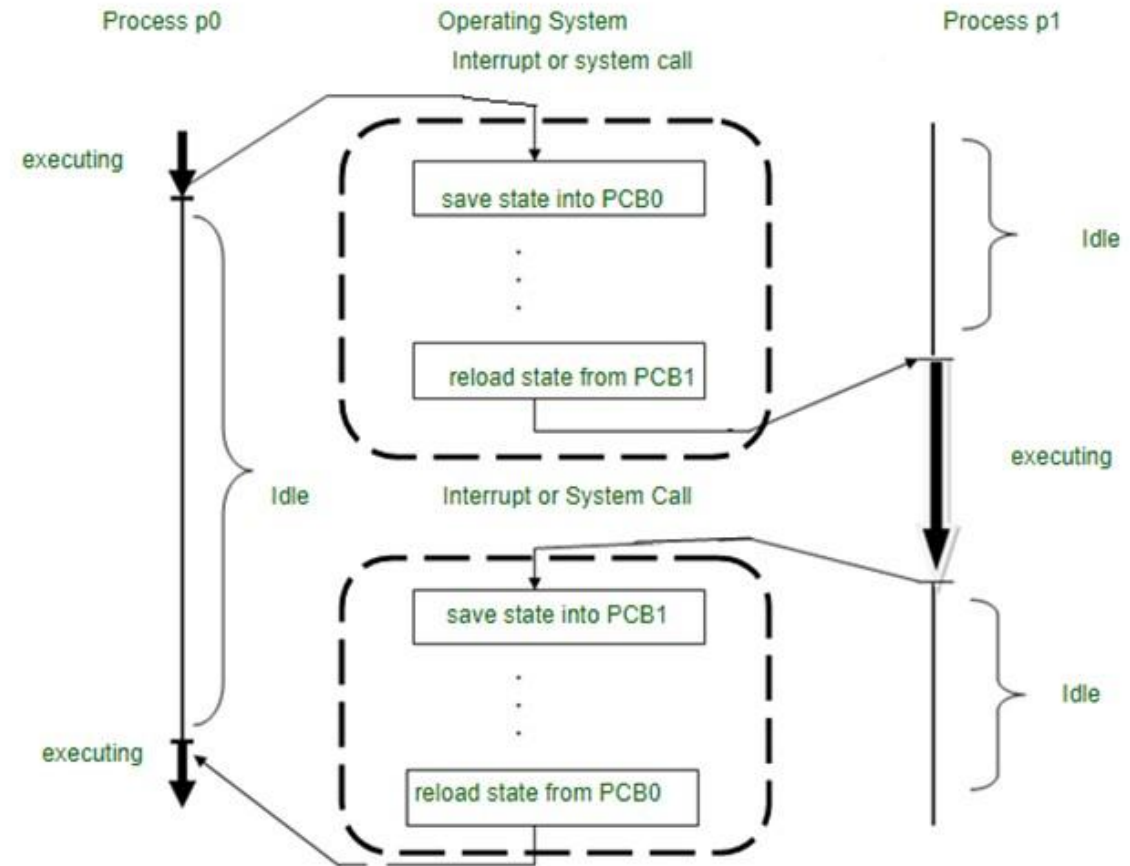 Process p0
Operating System
Process p1
Interrupt or system call
executing
save state into PCB0
Idle
reload state from PCB1
executing
Idle
Interrupt or System Call
save state into PCB1
Idle
executing
reload state from PCB0